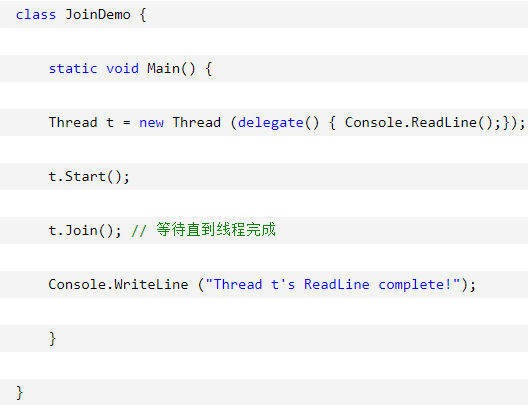 class JoinDemo {
static void Main() {
Thread t = new Thread (delegate() { Console.ReadLine();});
t.Start();
t.Join(); // 等待直到线程完成
Console.WriteLine ("Thread t's ReadLine complete!");
}
}